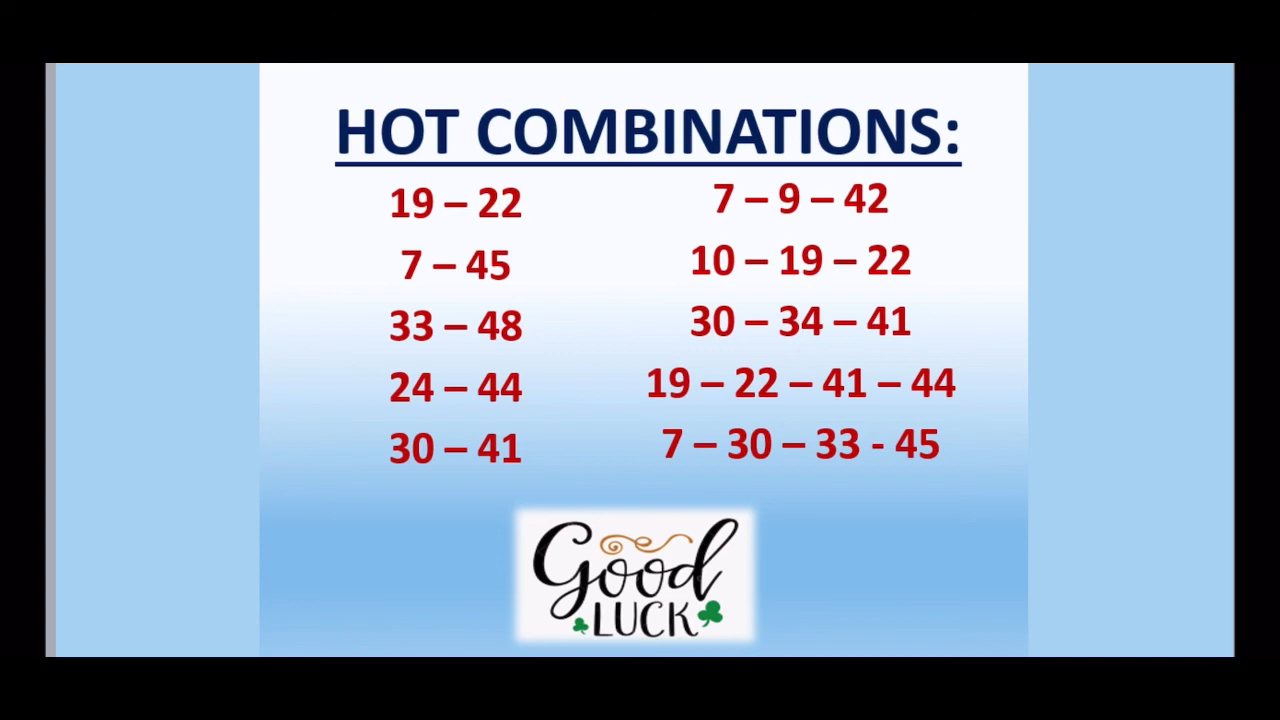 HOT COMBINATIONS:
19 – 22
7 – 45
33 – 48
24 – 44
30 – 41
7 – 9 – 42
10 – 19 – 22
30 – 34 – 41
19 – 22 – 41 – 44
7 – 30 – 33 - 45
Good
LUCK